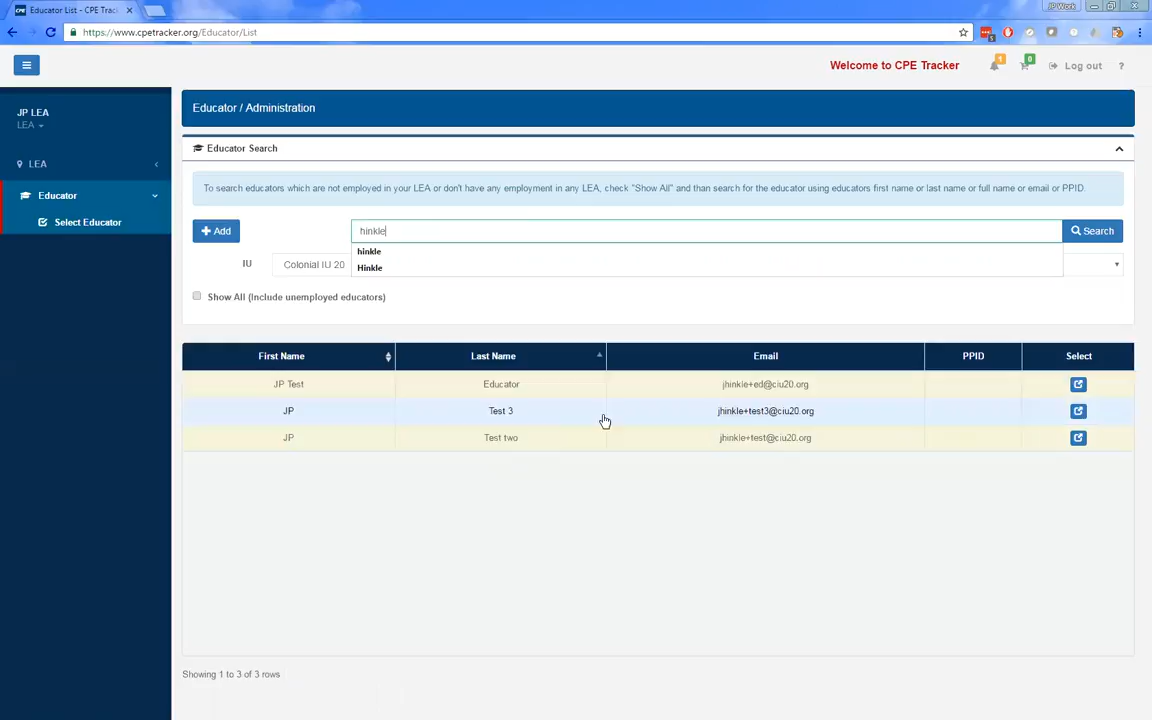 Educator List - CPE Trac
JP Work
https://www.cpetracker.org/Educator/List
5
Welcome to CPE Tracker
1
0
Log out
?
JP LEA
LEA
LEA
Educator
Select Educator
Educator / Administration
Educator Search
To search educators which are not employed in your LEA or don't have any employment in any LEA, check "Show All" and than search for the educator using educators first name or last name or full name or email or PPID.
Add
hinkle
Search
hinkle
Hinkle
IU
Colonial IU 20
Show All (Include unemployed educators)
First Name Last Name Email PPID Select
JP Test Educator jhinkle+ed@ciu20.org
JP Test 3 jhinkle+test3@ciu20.org
JP Test two jhinkle+test@ciu20.org
Showing 1 to 3 of 3 rows